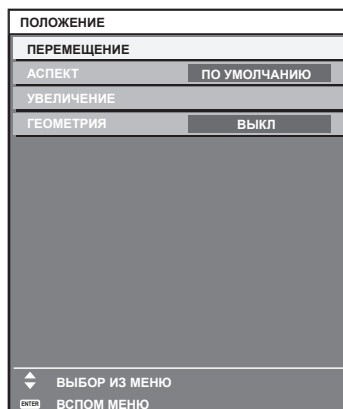 ПОЛОЖЕНИЕ
ПЕРЕМЕЩЕНИЕ
АСПЕКТ ПО УМОЛЧАНИЮ
УВЕЛИЧЕНИЕ
ГЕОМЕТРИЯ ВЫКЛ
ВЫБОР ИЗ МЕНЮ
ENTER ВСПОМ МЕНЮ